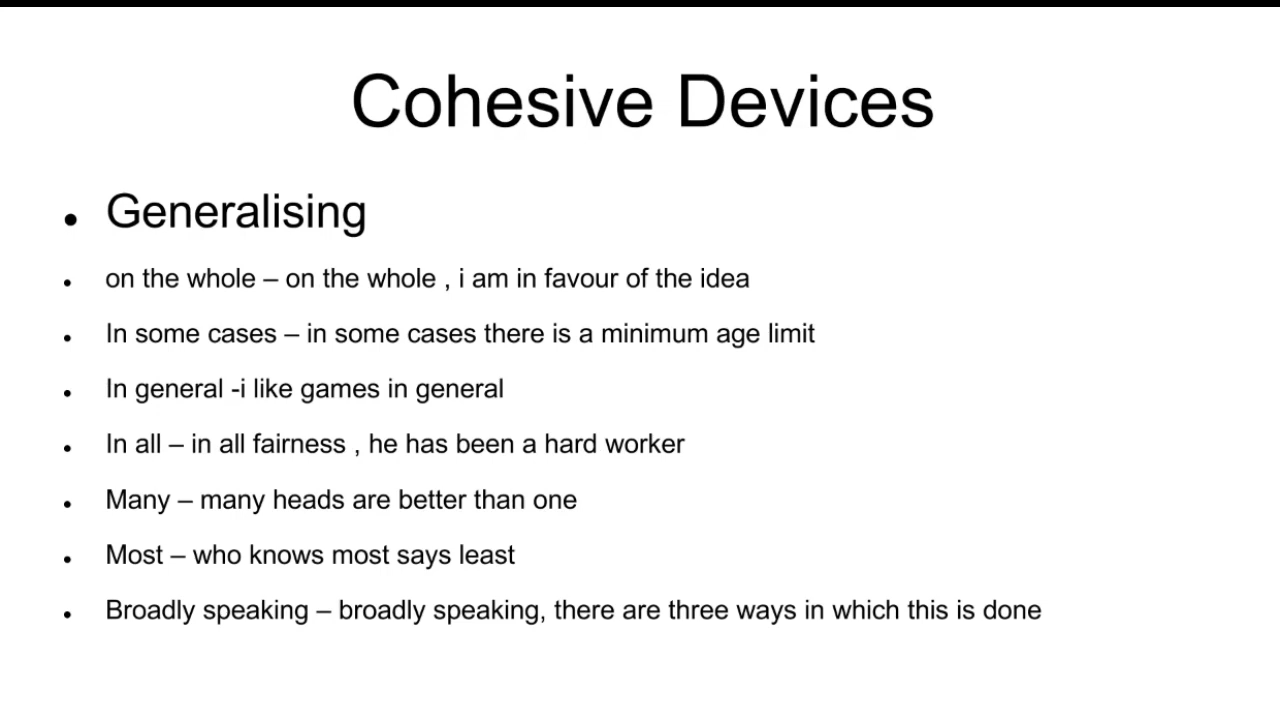 Cohesive Devices
• Generalising
• on the whole – on the whole , i am in favour of the idea
• In some cases – in some cases there is a minimum age limit
• In general -i like games in general
• In all – in all fairness , he has been a hard worker
• Many – many heads are better than one
• Most – who knows most says least
• Broadly speaking – broadly speaking, there are three ways in which this is done